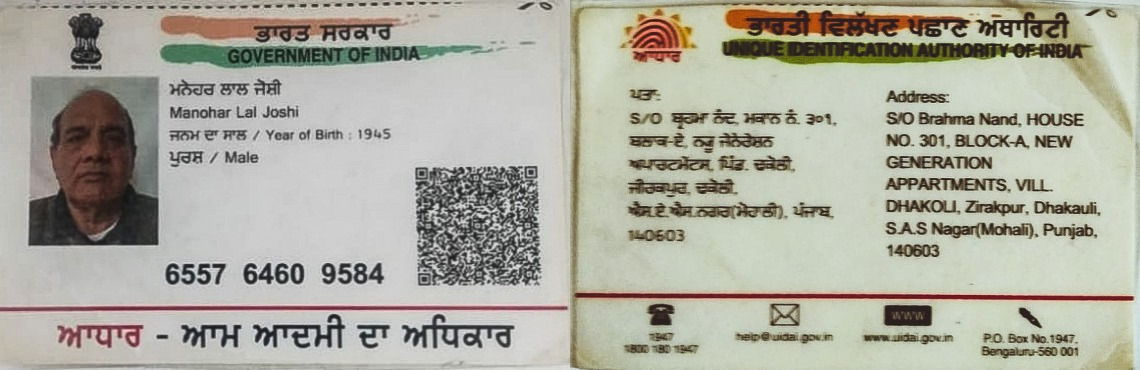 ਭਾਰਤ ਸਰਕਾਰ
GOVERNMENT OF INDIA
ਮਨੋਹਰ ਲਾਲ ਜੋਸ਼ੀ
Manohar Lal Joshi
ਜਨਮ ਦਾ ਸਾਲ / Year of Birth : 1945
ਪੁਰਸ਼ / Male
6557 6460 9584
ਆਧਾਰ - ਆਮ ਆਦਮੀ ਦਾ ਅਧਿਕਾਰ
ਭਾਰਤੀ ਵਿਲੱਖਣ ਪਛਾਣ ਅਥਾਰਿਟੀ
UNIQUE IDENTIFICATION AUTHORITY OF INDIA
ਆਧਾਰ
ਪਤਾ:
S/O ਬ੍ਰਹਮਾ ਨੰਦ, ਮਕਾਨ ਨੰ. ੩੦੧,
ਬਲਾਕ-ਏ, ਨਯੂ ਜੇਨੇਰੇਸ਼ਨ
ਅਪਾਰਟਮੇਂਟਸ, ਪਿੰਡ. ਢਕੋਲੀ,
ਜੀਰਕਪੁਰ, ਢਕੋਲੀ,
ਐਸ.ਏ.ਐਸ.ਨਗਰ(ਮੋਹਾਲੀ), ਪੰਜਾਬ,
140603
Address:
S/O Brahma Nand, HOUSE
NO. 301, BLOCK-A, NEW
GENERATION
APPARTMENTS, VILL.
DHAKOLI, Zirakpur, Dhakauli,
S.A.S Nagar(Mohali), Punjab,
140603
1947
1800 180 1947
help@uidai.gov.in
WWW
www.uidai.gov.in
P.O. Box No.1947,
Bengaluru-560 001